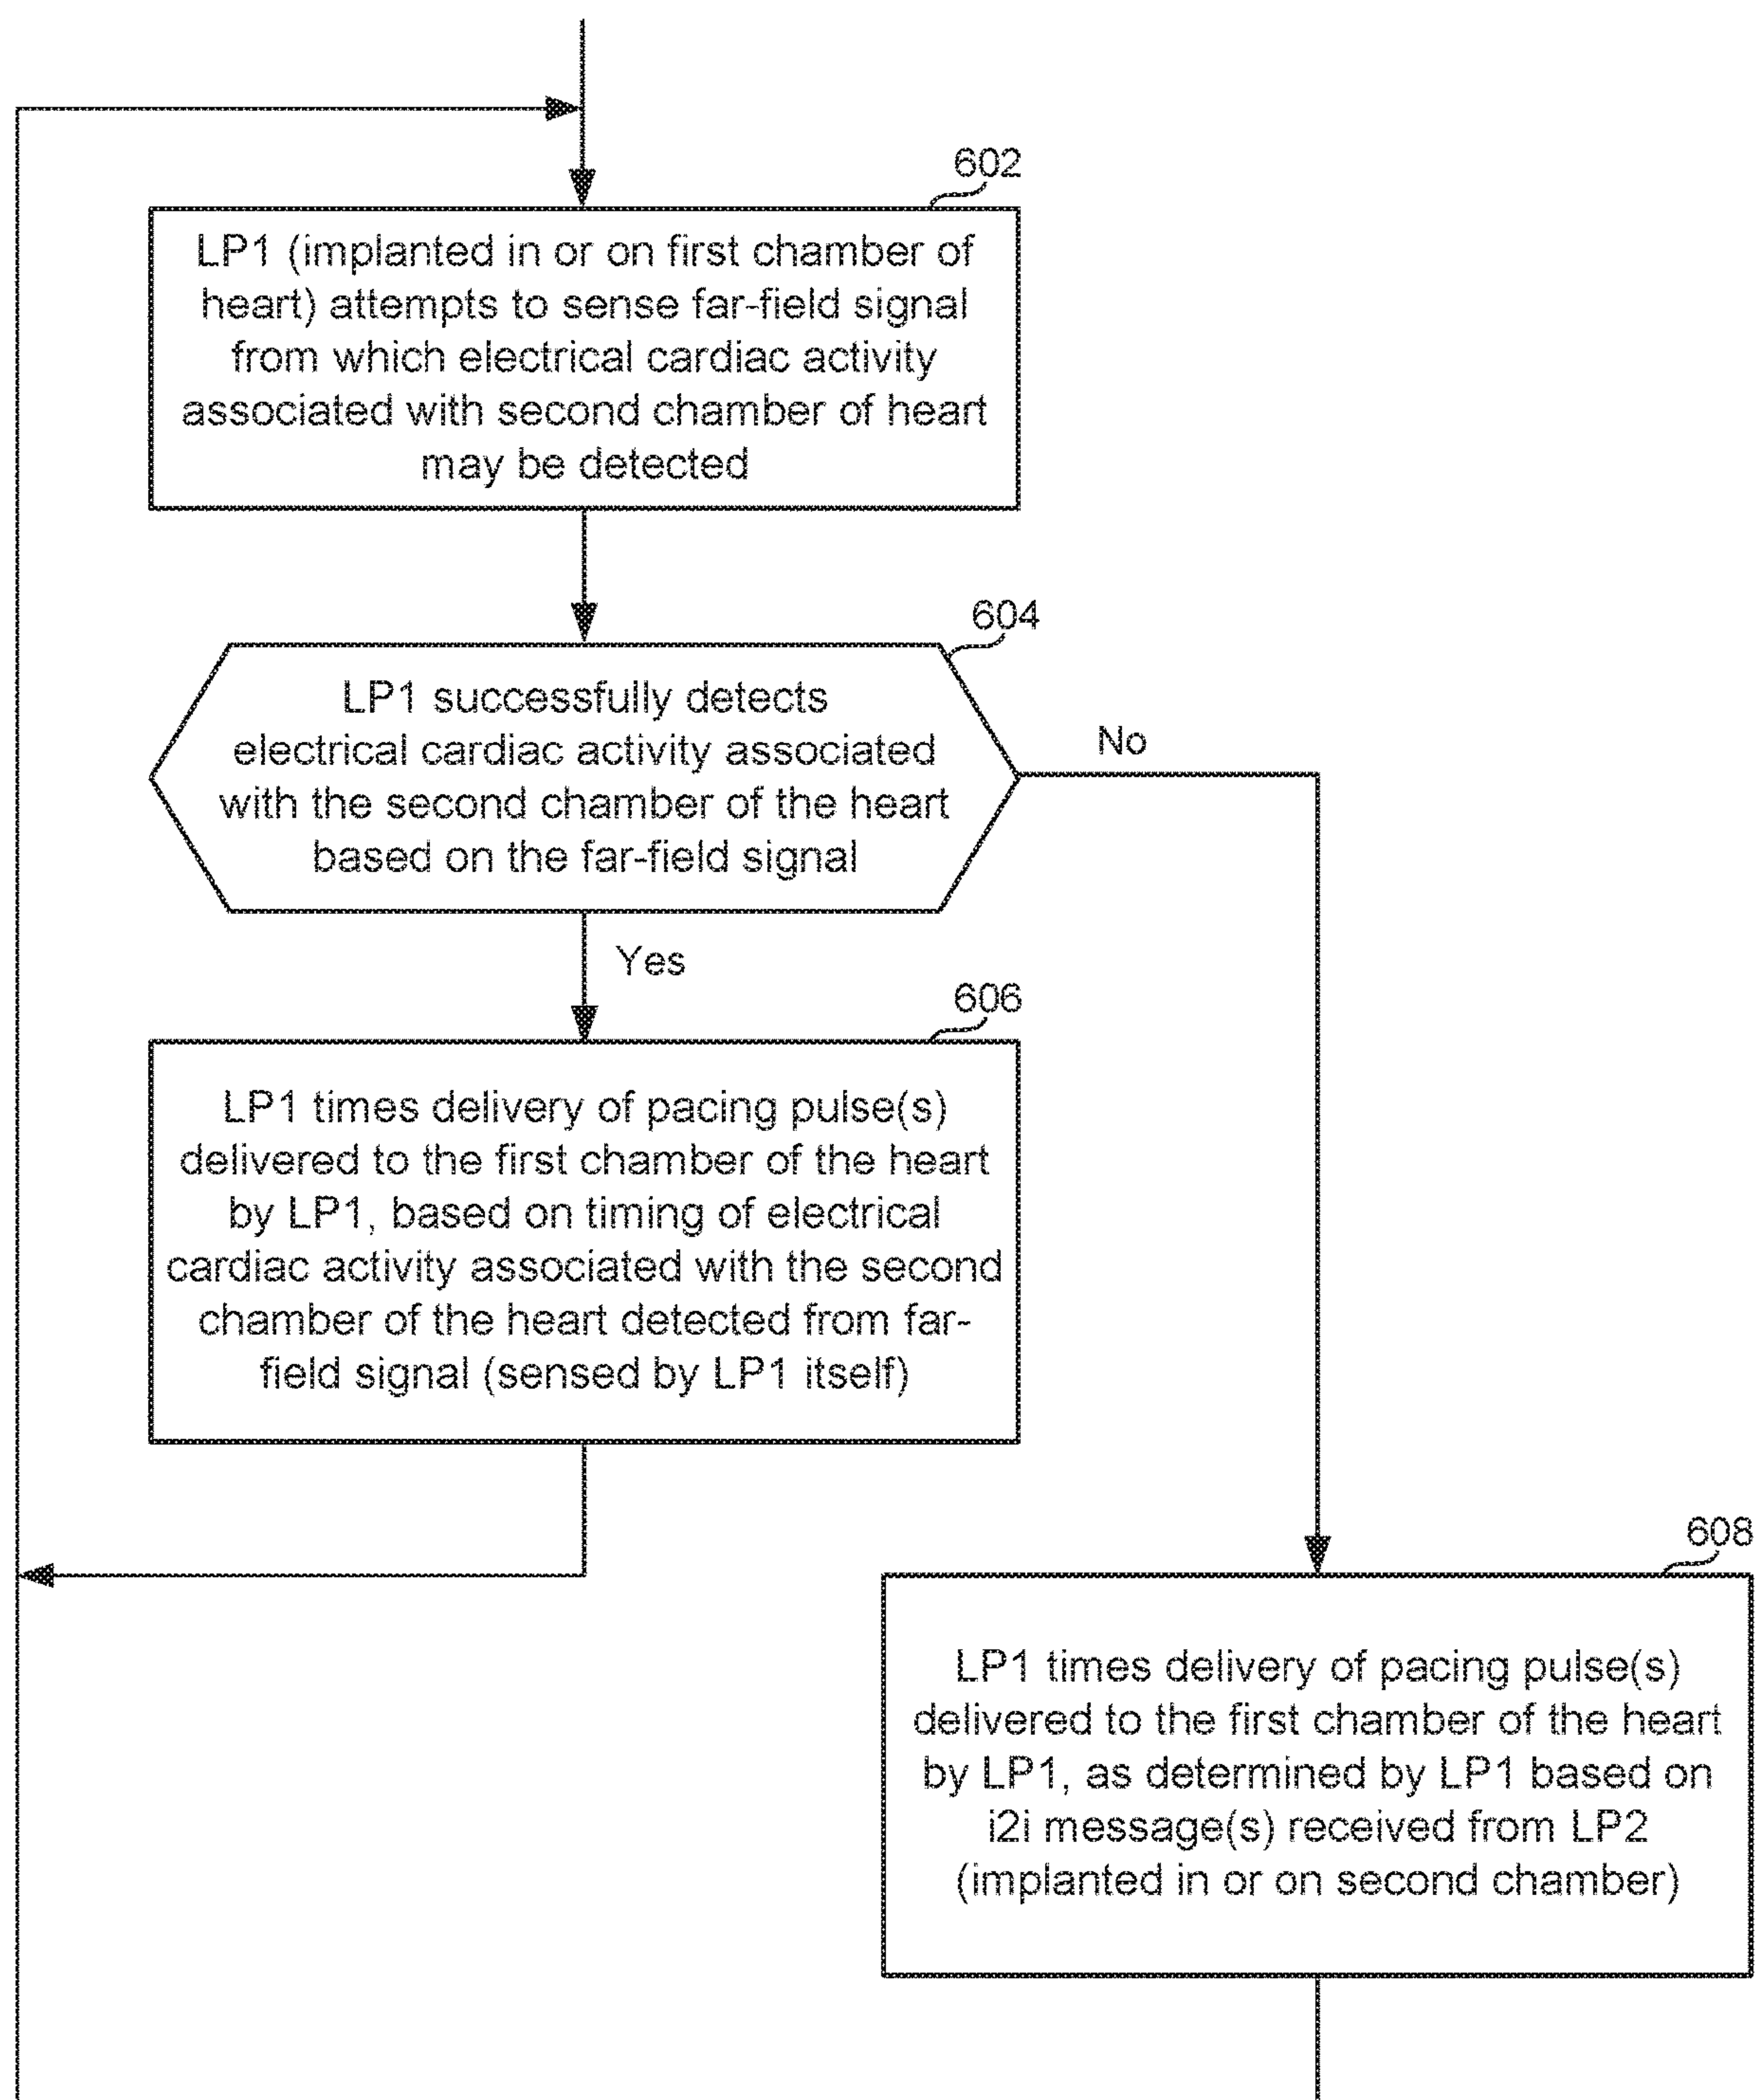 602
LP1 (implanted in or on first chamber of
heart) attempts to sense far-field signal
from which electrical cardiac activity
associated with second chamber of heart
may be detected
604
LP1 successfully detects
electrical cardiac activity associated
with the second chamber of the heart
based on the far-field signal
No
Yes
606
LP1 times delivery of pacing pulse(s)
delivered to the first chamber of the heart
by LP1, based on timing of electrical
cardiac activity associated with the second
chamber of the heart detected from far-
field signal (sensed by LP1 itself)
608
LP1 times delivery of pacing pulse(s)
delivered to the first chamber of the heart
by LP1, as determined by LP1 based on
i2i message(s) received from LP2
(implanted in or on second chamber)